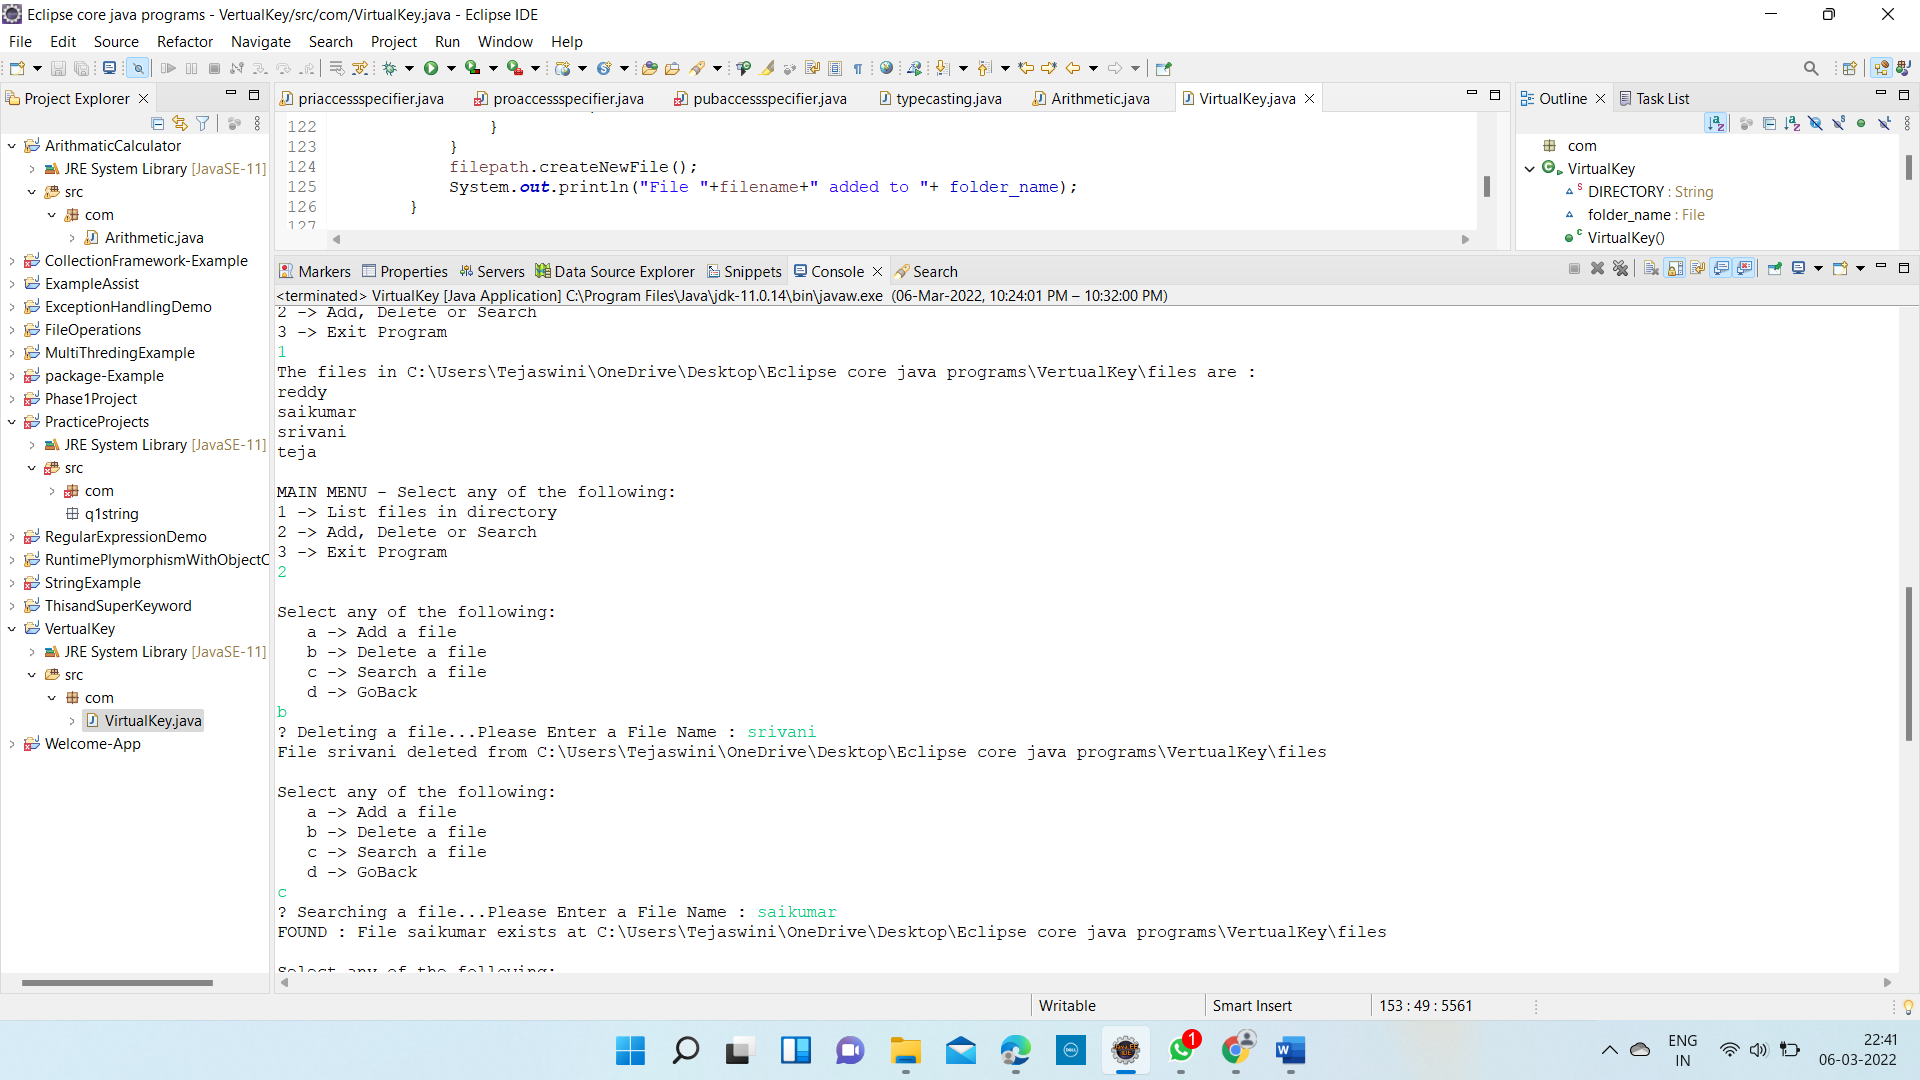 Eclipse core java programs - VertualKey/src/com/VirtualKey.java - Eclipse IDE
File Edit Source Refactor Navigate Search Project Run Window Help
Project Explorer
ArithmaticCalculator
JRE System Library [JavaSE-11]
src
com
Arithmetic.java
CollectionFramework-Example
ExampleAssist
ExceptionHandlingDemo
FileOperations
MultiThredingExample
package-Example
Phase1Project
PracticeProjects
JRE System Library [JavaSE-11]
src
com
q1string
RegularExpressionDemo
RuntimePlymorphismWithObjectC
StringExample
ThisandSuperKeyword
VertualKey
JRE System Library [JavaSE-11]
src
com
VirtualKey.java
Welcome-App
priaccessspecifier.java proaccessspecifier.java pubaccessspecifier.java typecasting.java Arithmetic.java VirtualKey.java
122 }
123 }
124 filepath.createNewFile();
125 System.out.println("File "+filename+" added to "+ folder_name);
126 }
127
Outline Task List
com
VirtualKey
DIRECTORY : String
folder_name : File
VirtualKey()
Markers Properties Servers Data Source Explorer Snippets Console Search
<terminated> VirtualKey [Java Application] C:\Program Files\Java\jdk-11.0.14\bin\javaw.exe (06-Mar-2022, 10:24:01 PM – 10:32:00 PM)
2 -> Add, Delete or Search
3 -> Exit Program
1
The files in C:\Users\Tejaswini\OneDrive\Desktop\Eclipse core java programs\VertualKey\files are :
reddy
saikumar
srivani
teja
MAIN MENU - Select any of the following:
1 -> List files in directory
2 -> Add, Delete or Search
3 -> Exit Program
2
Select any of the following:
a -> Add a file
b -> Delete a file
c -> Search a file
d -> GoBack
b
? Deleting a file...Please Enter a File Name : srivani
File srivani deleted from C:\Users\Tejaswini\OneDrive\Desktop\Eclipse core java programs\VertualKey\files
Select any of the following:
a -> Add a file
b -> Delete a file
c -> Search a file
d -> GoBack
c
? Searching a file...Please Enter a File Name : saikumar
FOUND : File saikumar exists at C:\Users\Tejaswini\OneDrive\Desktop\Eclipse core java programs\VertualKey\files
Select any of the following:
Writable Smart Insert 153 : 49 : 5561
1
ENG
IN
22:41
06-03-2022